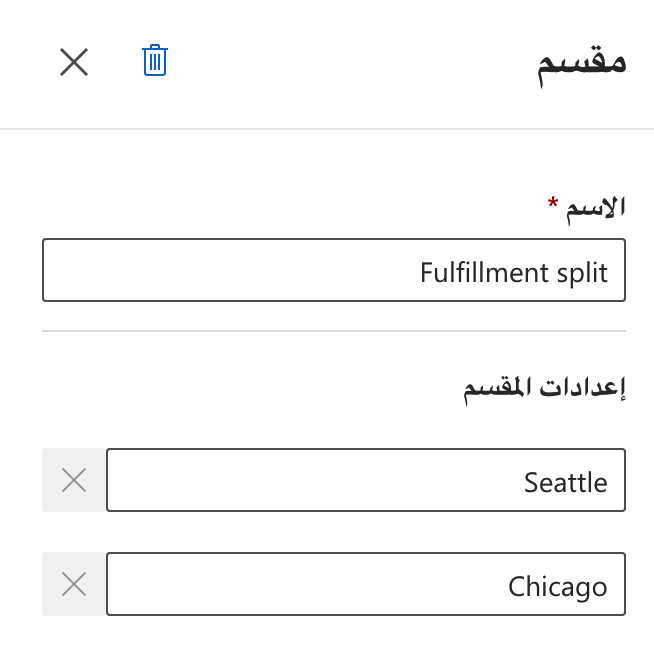 مقسم
الاسم *
Fulfillment split
إعدادات المقسم
Seattle
Chicago